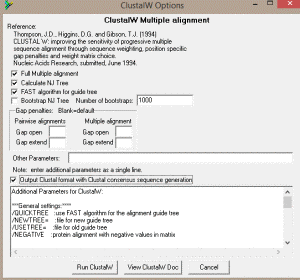 ClustalW Options
ClustalW Multiple alignment
Reference:
Thompson, J.D., Higgins, D.G. and Gibson, T.J. (1994)
CLUSTAL W: improving the sensitivity of progressive multiple
sequence alignment through sequence weighting, position specific
gap penalties and weight matrix choice.
Nucleic Acids Research, submitted, June 1994.
Full Multiple alignment
Calculate NJ Tree
FAST algorithm for guide tree
Bootstrap NJ Tree Number of bootstraps: 1000
Gap penalties: Blank=default
Pairwise alignments Multiple alignment
Gap open Gap open
Gap extend Gap extend
Other Parameters:
Note: enter additional parameters as a single line.
Output Clustal format with Clustal consensus sequence generation
Additional Parameters for ClustalW:
***General settings:****
/QUICKTREE :use FAST algorithm for the alignment guide tree
/NEWTREE= :file for new guide tree
/USETREE= :file for old guide tree
/NEGATIVE :protein alignment with negative values in matrix
Run ClustalW View ClustalW Doc Cancel